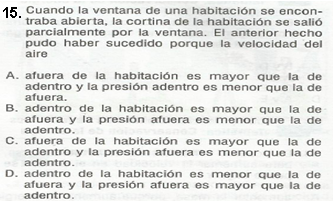 15. Cuando la ventana de una habitación se encon-
traba abierta, la cortina de la habitación se salió
parcialmente por la ventana. El anterior hecho
pudo haber sucedido porque la velocidad del
aire
A. afuera de la habitación es mayor que la de
adentro y la presión adentro es menor que la de
afuera.
B. adentro de la habitación es mayor que la de
afuera y la presión afuera es menor que la de
adentro.
C. afuera de la habitación es mayor que la de
adentro y la presión afuera es menor que la de
adentro.
D. adentro de la habitación es menor que la de
afuera y la presión afuera es mayor que la de
adentro.